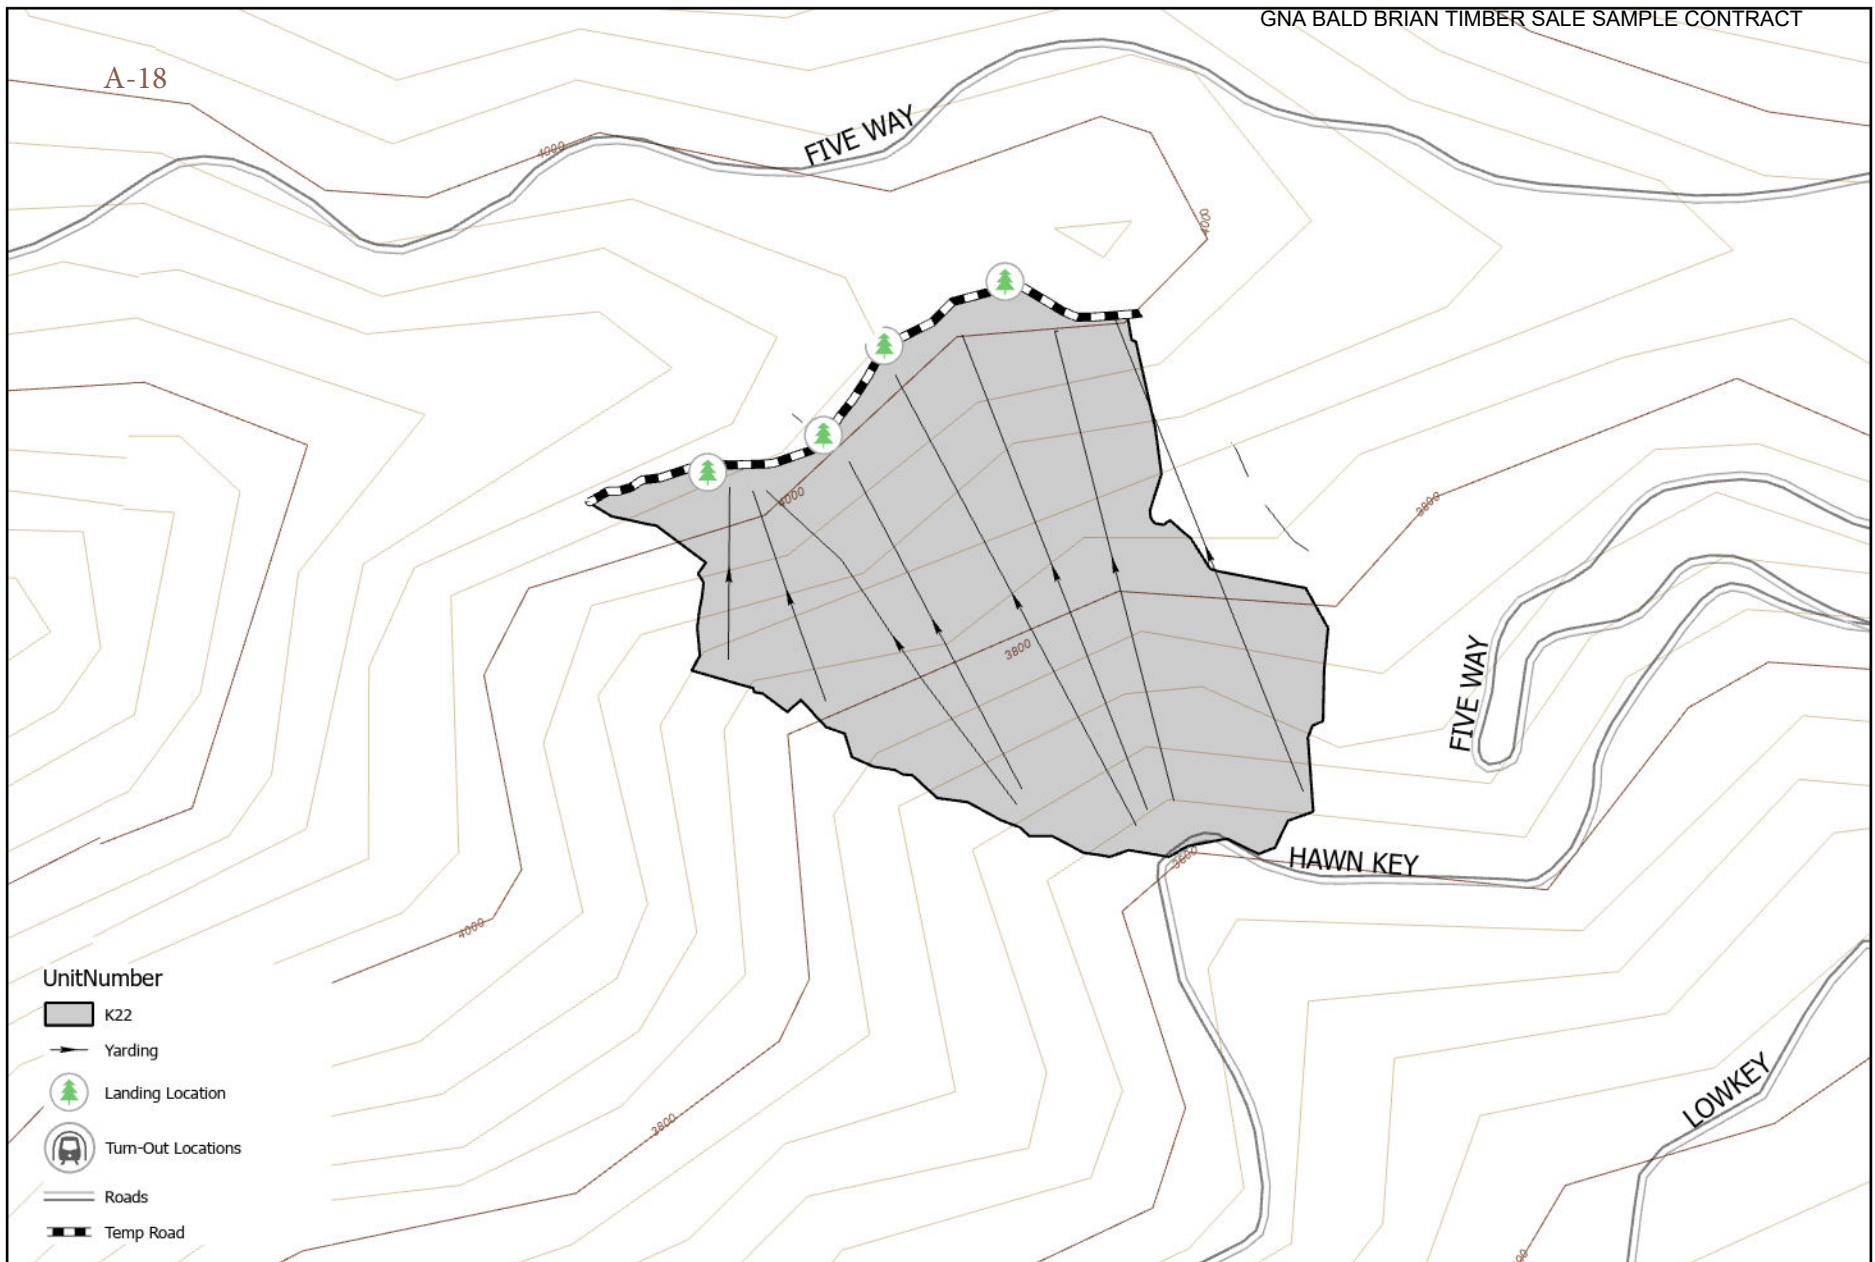 GNA BALD BRIAN TIMBER SALE SAMPLE CONTRACT
A-18
FIVE WAY
4000
4000
4000
3800
3800
FIVE WAY
HAWN KEY
3600
4000
3800
LOWKEY
UnitNumber
K22
Yarding
Landing Location
Turn-Out Locations
Roads
Temp Road